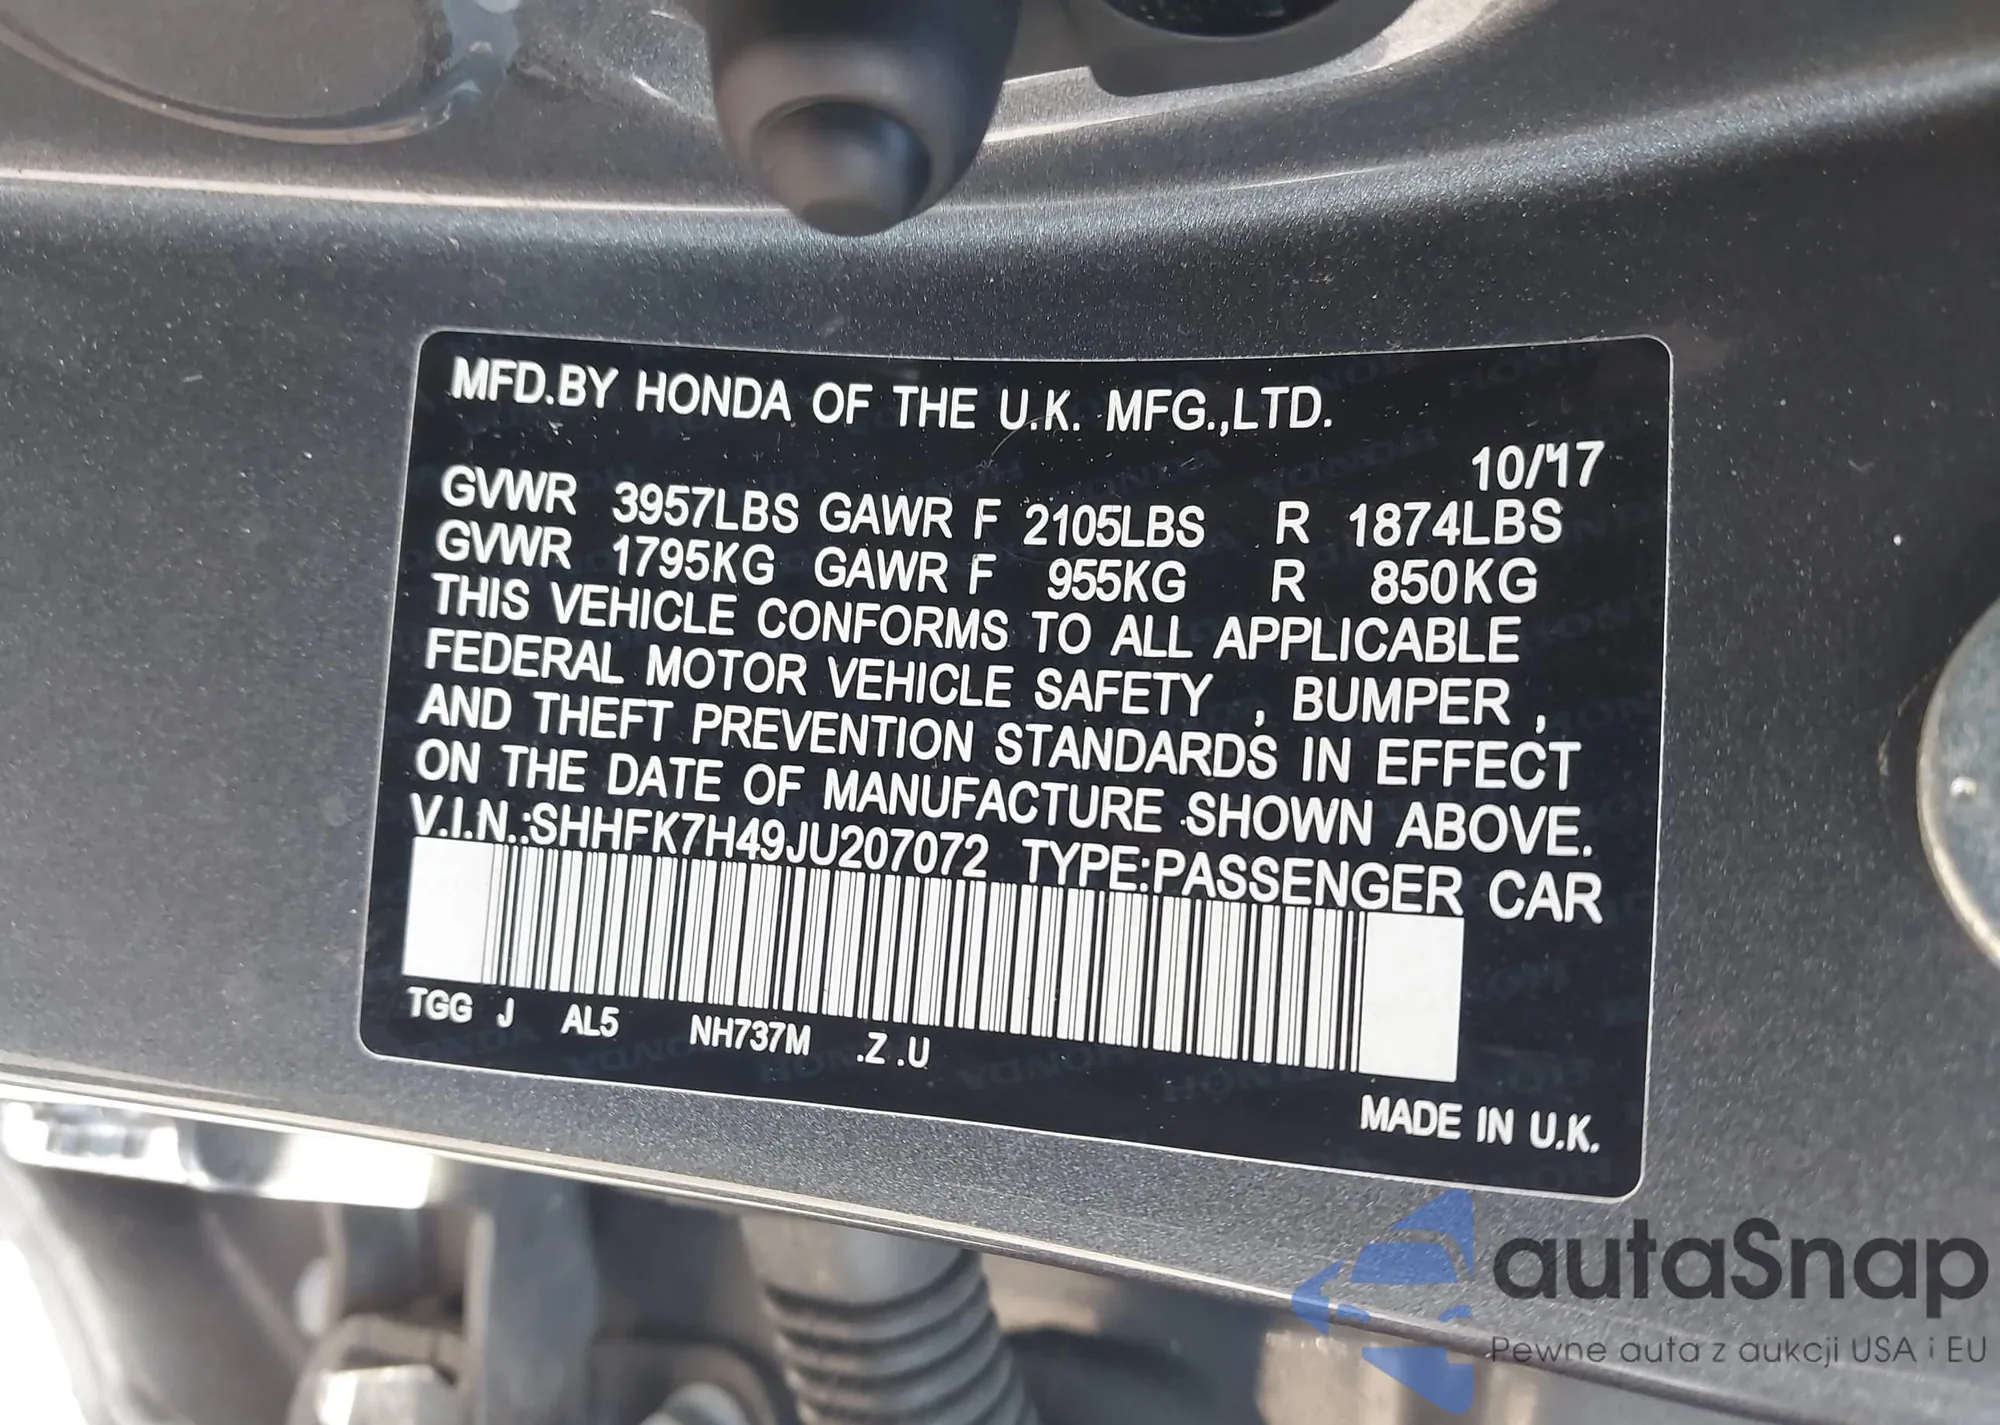 MFD.BY HONDA OF THE U.K. MFG.,LTD.
10/'17
GVWR 3957LBS GAWR F 2105LBS R 1874LBS
GVWR 1795KG GAWR F 955KG R 850KG
THIS VEHICLE CONFORMS TO ALL APPLICABLE
FEDERAL MOTOR VEHICLE SAFETY , BUMPER ,
AND THEFT PREVENTION STANDARDS IN EFFECT
ON THE DATE OF MANUFACTURE SHOWN ABOVE.
V.I.N.:SHHFK7H49JU207072 TYPE:PASSENGER CAR
TGG J AL5 NH737M .Z .U
MADE IN U.K.
autaSnap
Pewne auta z aukcji USA i EU